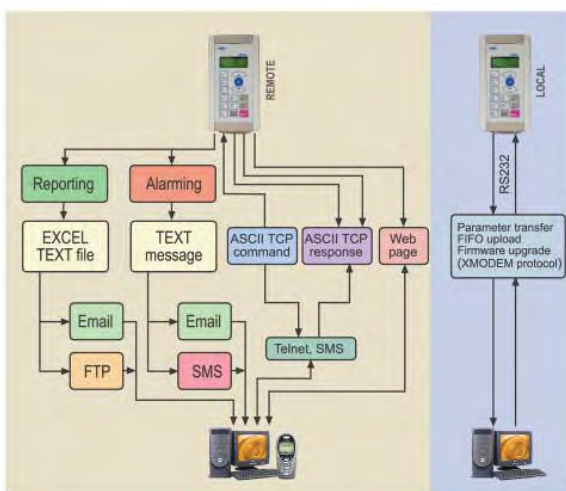 REMOTE
LOCAL
RS232
Reporting
Alarming
EXCEL
TEXT file
TEXT
message
ASCII TCP
command
ASCII TCP
response
Web
page
Parameter transfer
FIFO upload
Firmware upgrade
(XMODEM protocol)
Email
Email
Telnet, SMS
FTP
SMS